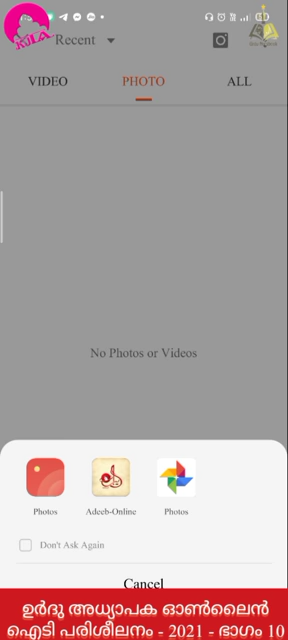 KITA
Recent
VIDEO PHOTO ALL
No Photos or Videos
Photos Adeeb-Online Photos
Don't Ask Again
Cancel
ഉർദു അധ്യാപക ഓൺലൈൻ
ഐടി പരിശീലനം - 2021 - ഭാഗം 10